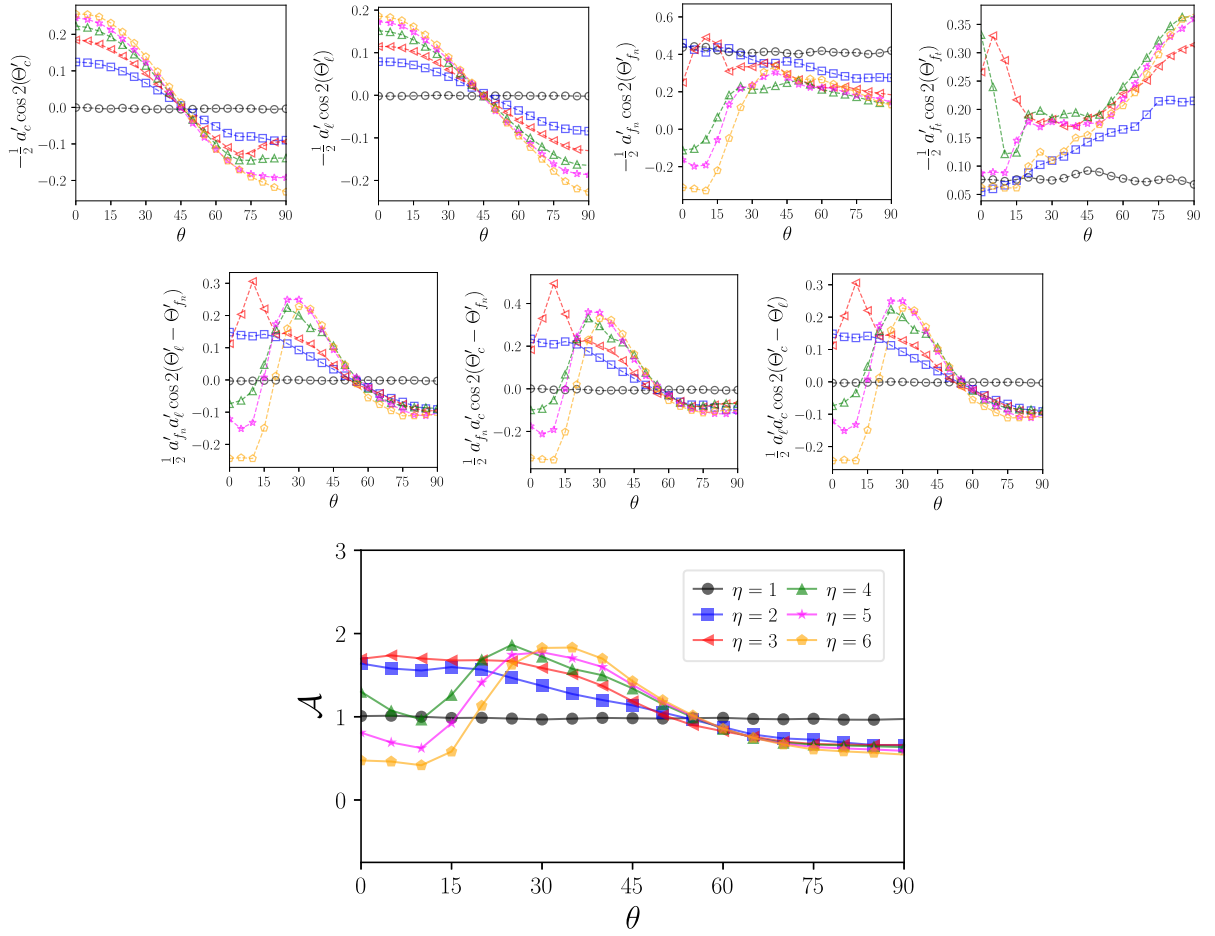 −½ a′_c cos 2(Θ′_c)
0.2
0.1
0.0
−0.1
−0.2
0 15 30 45 60 75 90
θ
−½ a′_ℓ cos 2(Θ′_ℓ)
0.2
0.1
0.0
−0.1
−0.2
0 15 30 45 60 75 90
θ
−½ a′_{f_n} cos 2(Θ′_{f_n})
0.6
0.4
0.2
0.0
−0.2
0 15 30 45 60 75 90
θ
−½ a′_{f_t} cos 2(Θ′_{f_t})
0.35
0.30
0.25
0.20
0.15
0.10
0.05
0 15 30 45 60 75 90
θ
½ a′_{f_n} a′_ℓ cos 2(Θ′_ℓ − Θ′_{f_n})
0.3
0.2
0.1
0.0
−0.1
−0.2
0 15 30 45 60 75 90
θ
½ a′_{f_n} a′_c cos 2(Θ′_c − Θ′_{f_n})
0.4
0.2
0.0
−0.2
0 15 30 45 60 75 90
θ
½ a′_ℓ a′_c cos 2(Θ′_c − Θ′_ℓ)
0.3
0.2
0.1
0.0
−0.1
−0.2
0 15 30 45 60 75 90
θ
𝒜
3
2
1
0
0 15 30 45 60 75 90
θ
η = 1 η = 4
η = 2 η = 5
η = 3 η = 6